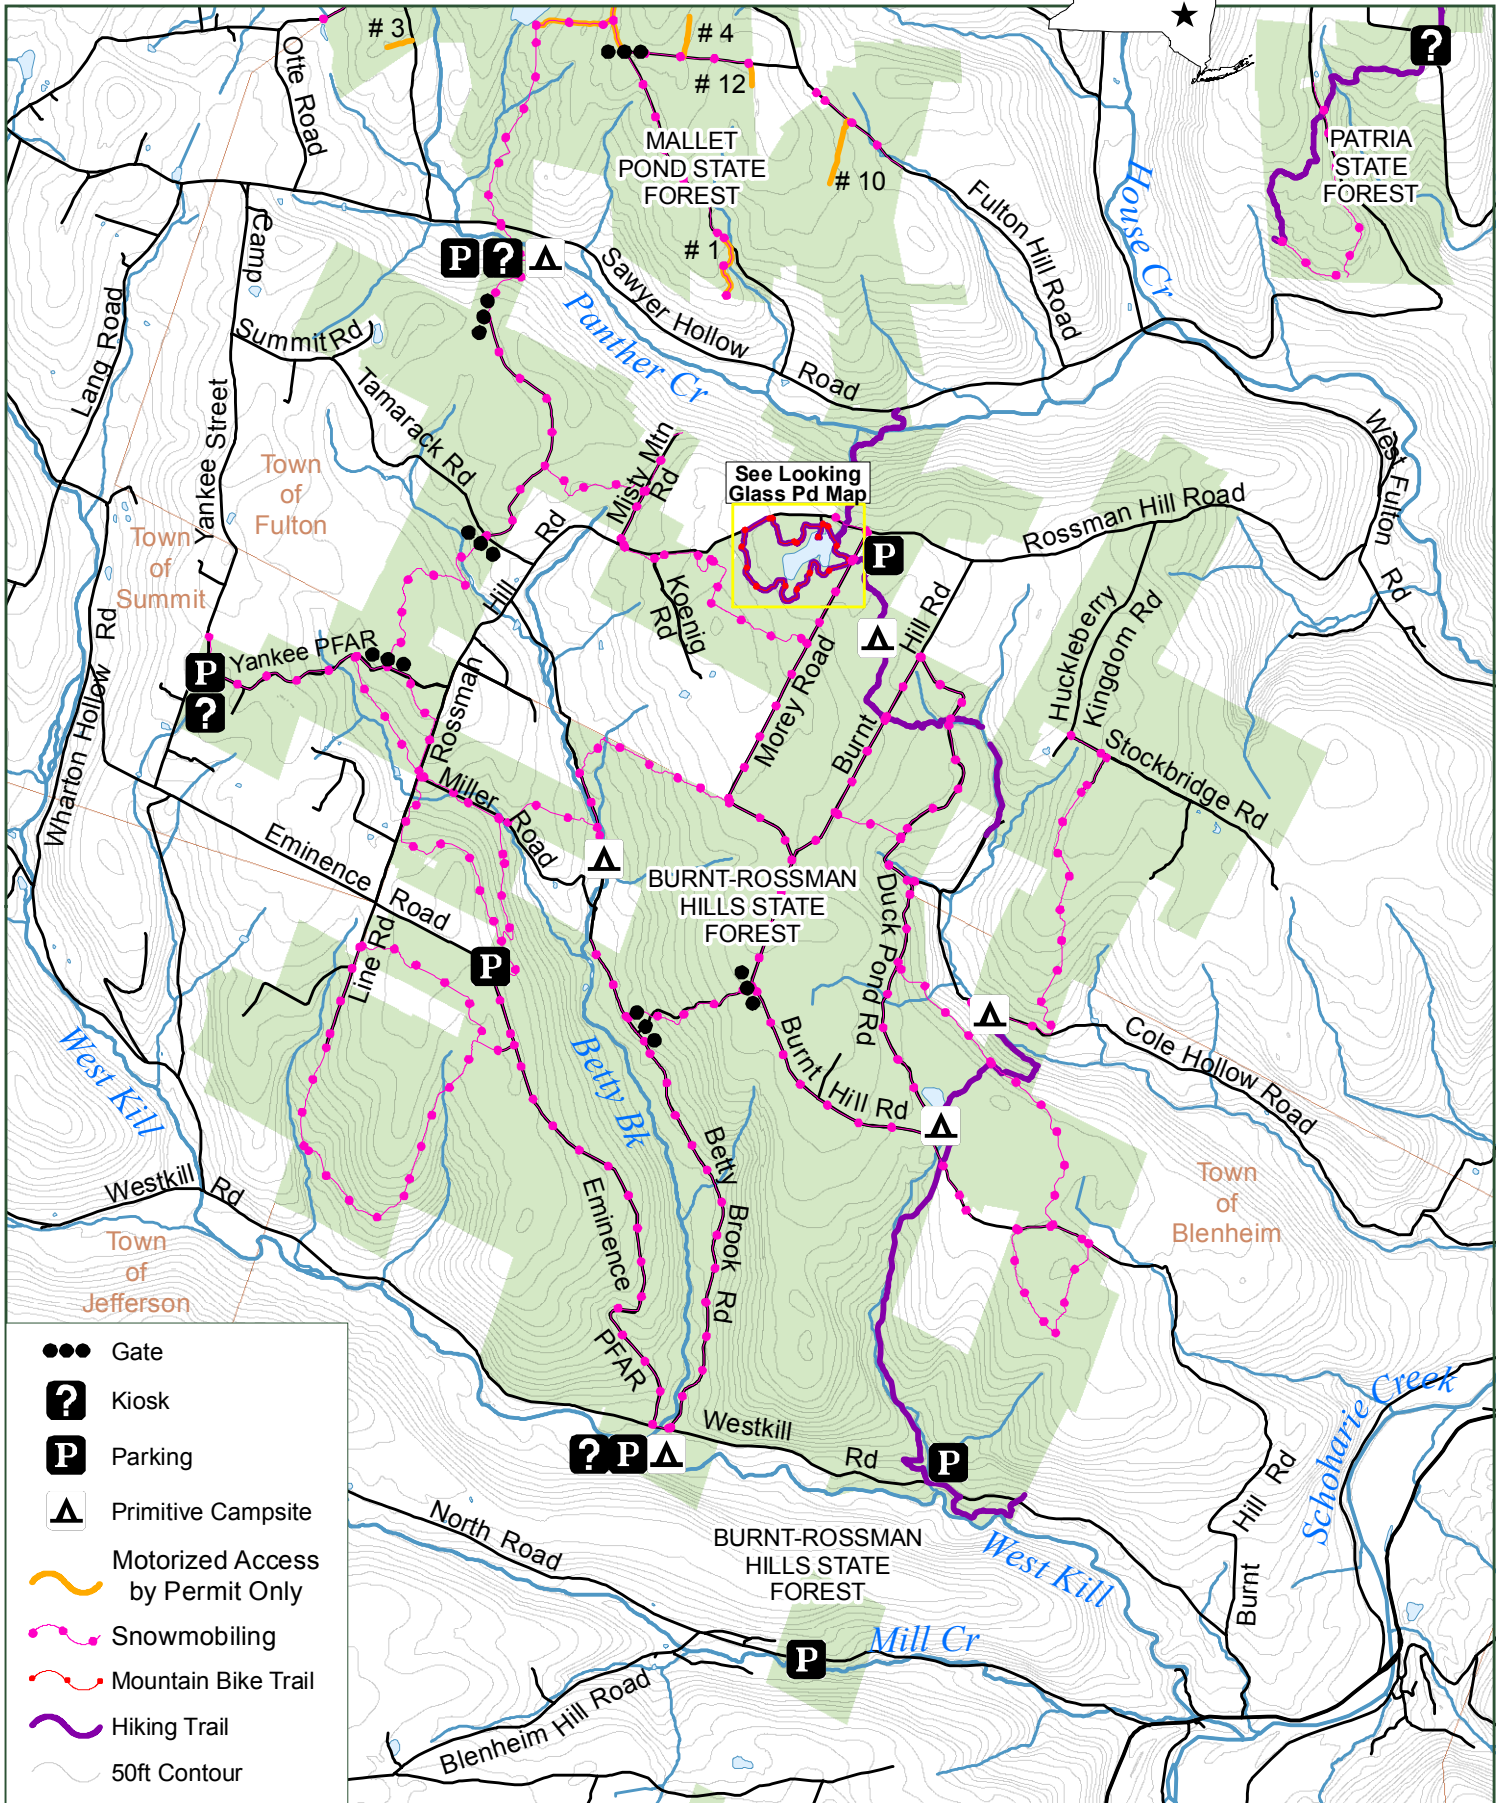 # 3
# 4
# 12
# 10
# 1
Otte Road
MALLET
POND STATE
FOREST
PATRIA
STATE
FOREST
House Cr
Fulton Hill Road
Camp
Lang Road
Summit Rd
Sawyer Hollow
Road
Panther Cr
Yankee Street
Tamarack Rd
Misty Mtn
Rd
See Looking
Glass Pd Map
West Fulton
Rd
Rossman Hill Road
Town
of
Fulton
Town
of
Summit
Rossman
Hill
Rd
Koenig
Rd
Yankee PFAR
Morey Road
Burnt
Hill Rd
Huckleberry
Kingdom Rd
Stockbridge Rd
Wharton Hollow
Rd
Miller
Road
Eminence
Road
BURNT-ROSSMAN
HILLS STATE
FOREST
Duck Pond Rd
Line Rd
West Kill
Betty Bk
Burnt
Hill Rd
Cole Hollow Road
Westkill
Rd
Betty
Brook
Rd
Eminence
PFAR
Town
of
Blenheim
Town
of
Jefferson
Westkill
Rd
Schoharie Creek
Burnt
Hill Rd
North Road
BURNT-ROSSMAN
HILLS STATE
FOREST
West Kill
Mill Cr
Blenheim Hill Road
Gate
? Kiosk
P Parking
Primitive Campsite
Motorized Access
by Permit Only
Snowmobiling
Mountain Bike Trail
Hiking Trail
50ft Contour